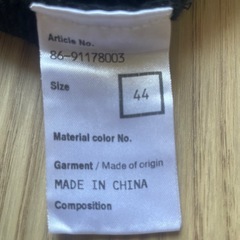 Article No.
86-91178003
Size
44
Material color No.
Garment / Made of origin
MADE IN CHINA
Composition